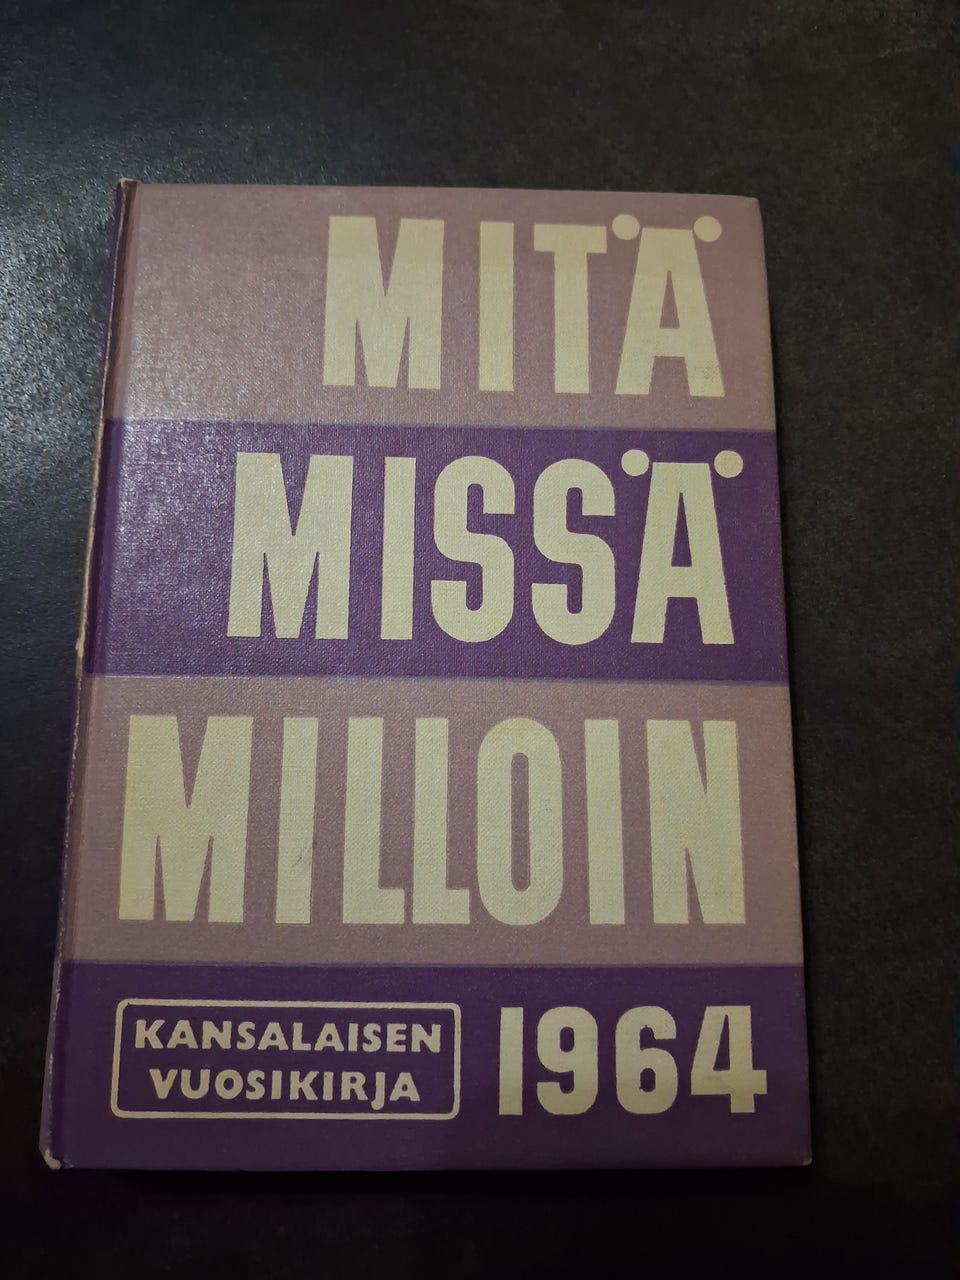 MITÄ
MISSÄ
MILLOIN
KANSALAISEN
VUOSIKIRJA
1964